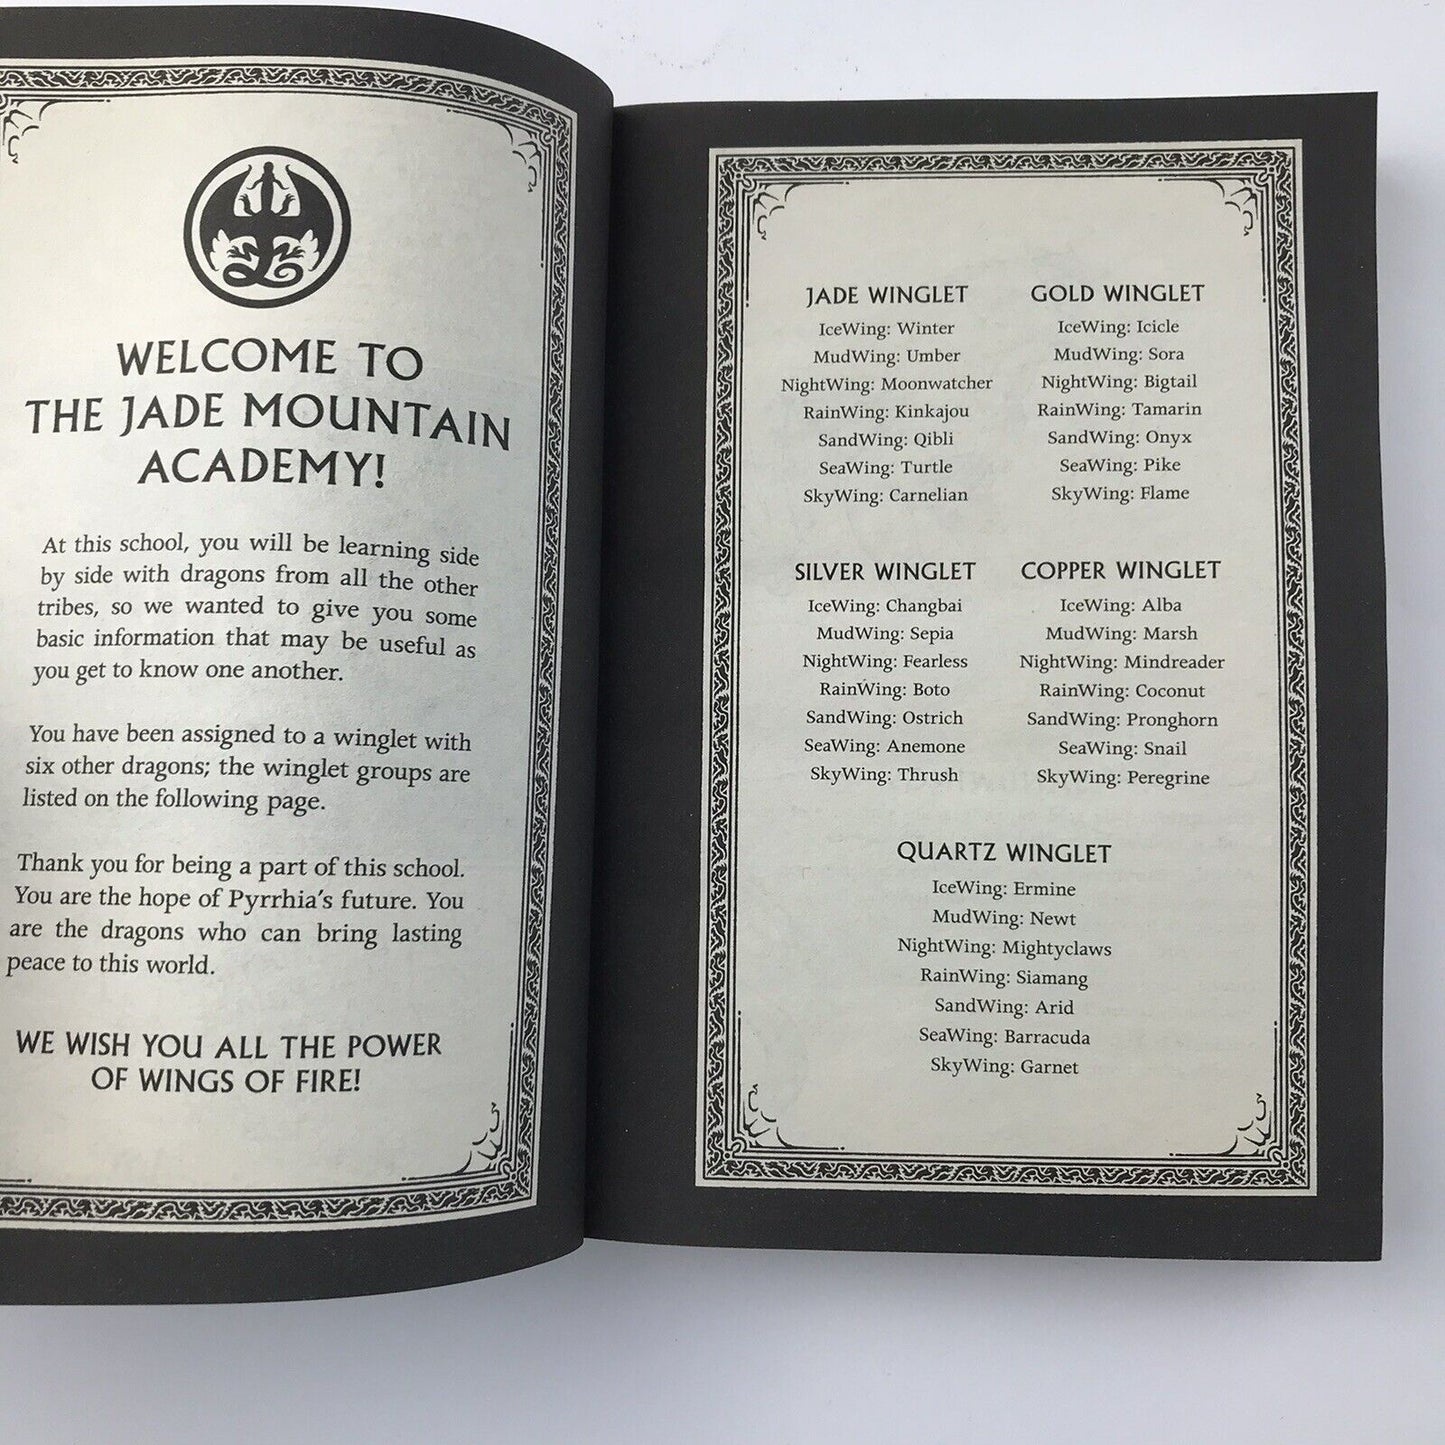 WELCOME TO
THE JADE MOUNTAIN
ACADEMY!
At this school, you will be learning side
by side with dragons from all the other
tribes, so we wanted to give you some
basic information that may be useful as
you get to know one another.
You have been assigned to a winglet with
six other dragons; the winglet groups are
listed on the following page.
Thank you for being a part of this school.
You are the hope of Pyrrhia's future. You
are the dragons who can bring lasting
peace to this world.
WE WISH YOU ALL THE POWER
OF WINGS OF FIRE!
JADE WINGLET
IceWing: Winter
MudWing: Umber
NightWing: Moonwatcher
RainWing: Kinkajou
SandWing: Qibli
SeaWing: Turtle
SkyWing: Carnelian
GOLD WINGLET
IceWing: Icicle
MudWing: Sora
NightWing: Bigtail
RainWing: Tamarin
SandWing: Onyx
SeaWing: Pike
SkyWing: Flame
SILVER WINGLET
IceWing: Changbai
MudWing: Sepia
NightWing: Fearless
RainWing: Boto
SandWing: Ostrich
SeaWing: Anemone
SkyWing: Thrush
COPPER WINGLET
IceWing: Alba
MudWing: Marsh
NightWing: Mindreader
RainWing: Coconut
SandWing: Pronghorn
SeaWing: Snail
SkyWing: Peregrine
QUARTZ WINGLET
IceWing: Ermine
MudWing: Newt
NightWing: Mightyclaws
RainWing: Siamang
SandWing: Arid
SeaWing: Barracuda
SkyWing: Garnet